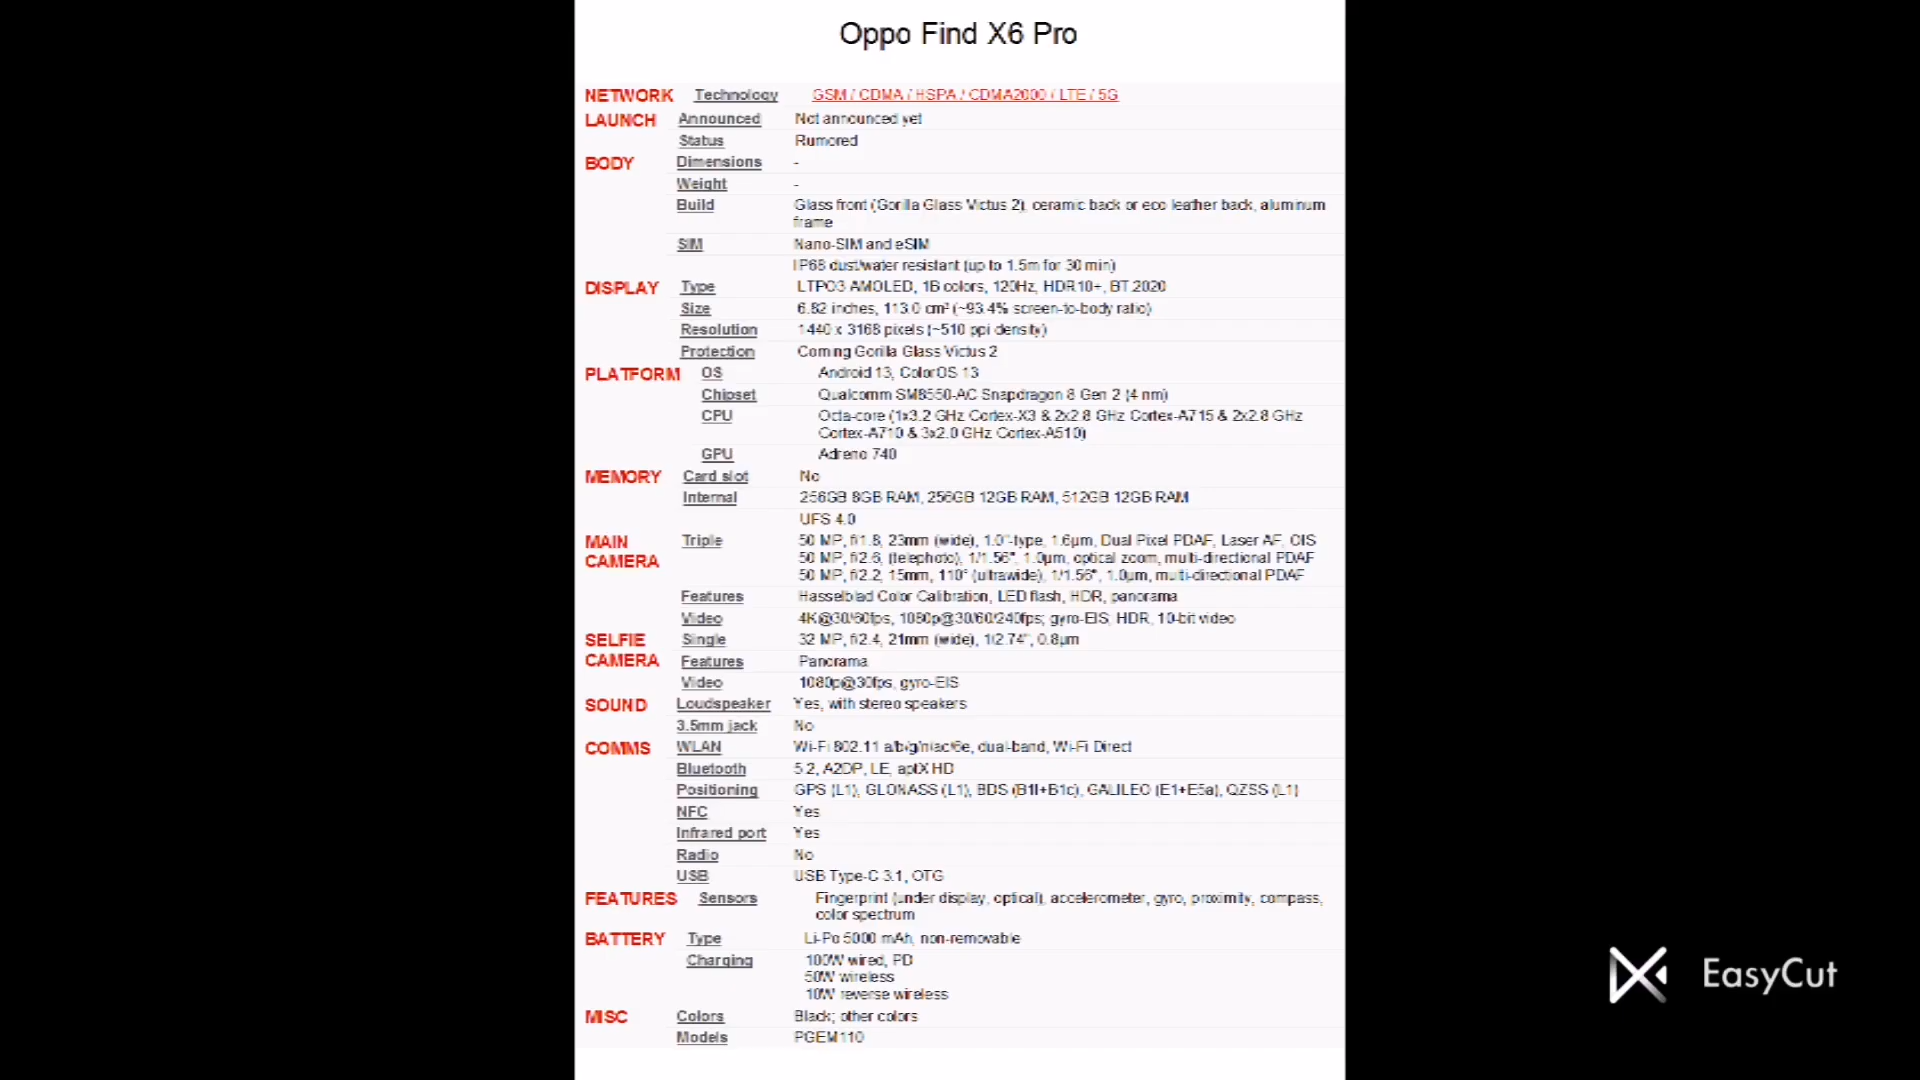 Oppo Find X6 Pro
NETWORK Technology GSM / CDMA / HSPA / CDMA2000 / LTE / 5G
LAUNCH Announced Not announced yet
Status Rumored
BODY Dimensions -
Weight -
Build Glass front (Gorilla Glass Victus 2), ceramic back or eco leather back, aluminum
frame
SIM Nano-SIM and eSIM
IP68 dust/water resistant (up to 1.5m for 30 min)
DISPLAY Type LTPO3 AMOLED, 1B colors, 120Hz, HDR10+, BT.2020
Size 6.82 inches, 113.0 cm² (~93.4% screen-to-body ratio)
Resolution 1440 x 3168 pixels (~510 ppi density)
Protection Corning Gorilla Glass Victus 2
PLATFORM OS Android 13, ColorOS 13
Chipset Qualcomm SM8550-AC Snapdragon 8 Gen 2 (4 nm)
CPU Octa-core (1x3.2 GHz Cortex-X3 & 2x2.8 GHz Cortex-A715 & 2x2.8 GHz
Cortex-A710 & 3x2.0 GHz Cortex-A510)
GPU Adreno 740
MEMORY Card slot No
Internal 256GB 8GB RAM, 256GB 12GB RAM, 512GB 12GB RAM
UFS 4.0
MAIN CAMERA Triple 50 MP, f/1.8, 23mm (wide), 1.0"-type, 1.6µm, Dual Pixel PDAF, Laser AF, OIS
50 MP, f/2.6, (telephoto), 1/1.56", 1.0µm, optical zoom, multi-directional PDAF
50 MP, f/2.2, 15mm, 110° (ultrawide), 1/1.56", 1.0µm, multi-directional PDAF
Features Hasselblad Color Calibration, LED flash, HDR, panorama
Video 4K@30/60fps, 1080p@30/60/240fps; gyro-EIS, HDR, 10-bit video
SELFIE CAMERA Single 32 MP, f/2.4, 21mm (wide), 1/2.74", 0.8µm
Features Panorama
Video 1080p@30fps, gyro-EIS
SOUND Loudspeaker Yes, with stereo speakers
3.5mm jack No
COMMS WLAN Wi-Fi 802.11 a/b/g/n/ac/6e, dual-band, Wi-Fi Direct
Bluetooth 5.2, A2DP, LE, aptX HD
Positioning GPS (L1), GLONASS (L1), BDS (B1I+B1c), GALILEO (E1+E5a), QZSS (L1)
NFC Yes
Infrared port Yes
Radio No
USB USB Type-C 3.1, OTG
FEATURES Sensors Fingerprint (under display, optical), accelerometer, gyro, proximity, compass,
color spectrum
BATTERY Type Li-Po 5000 mAh, non-removable
Charging 100W wired, PD
50W wireless
10W reverse wireless
MISC Colors Black; other colors
Models PGEM110
EasyCut